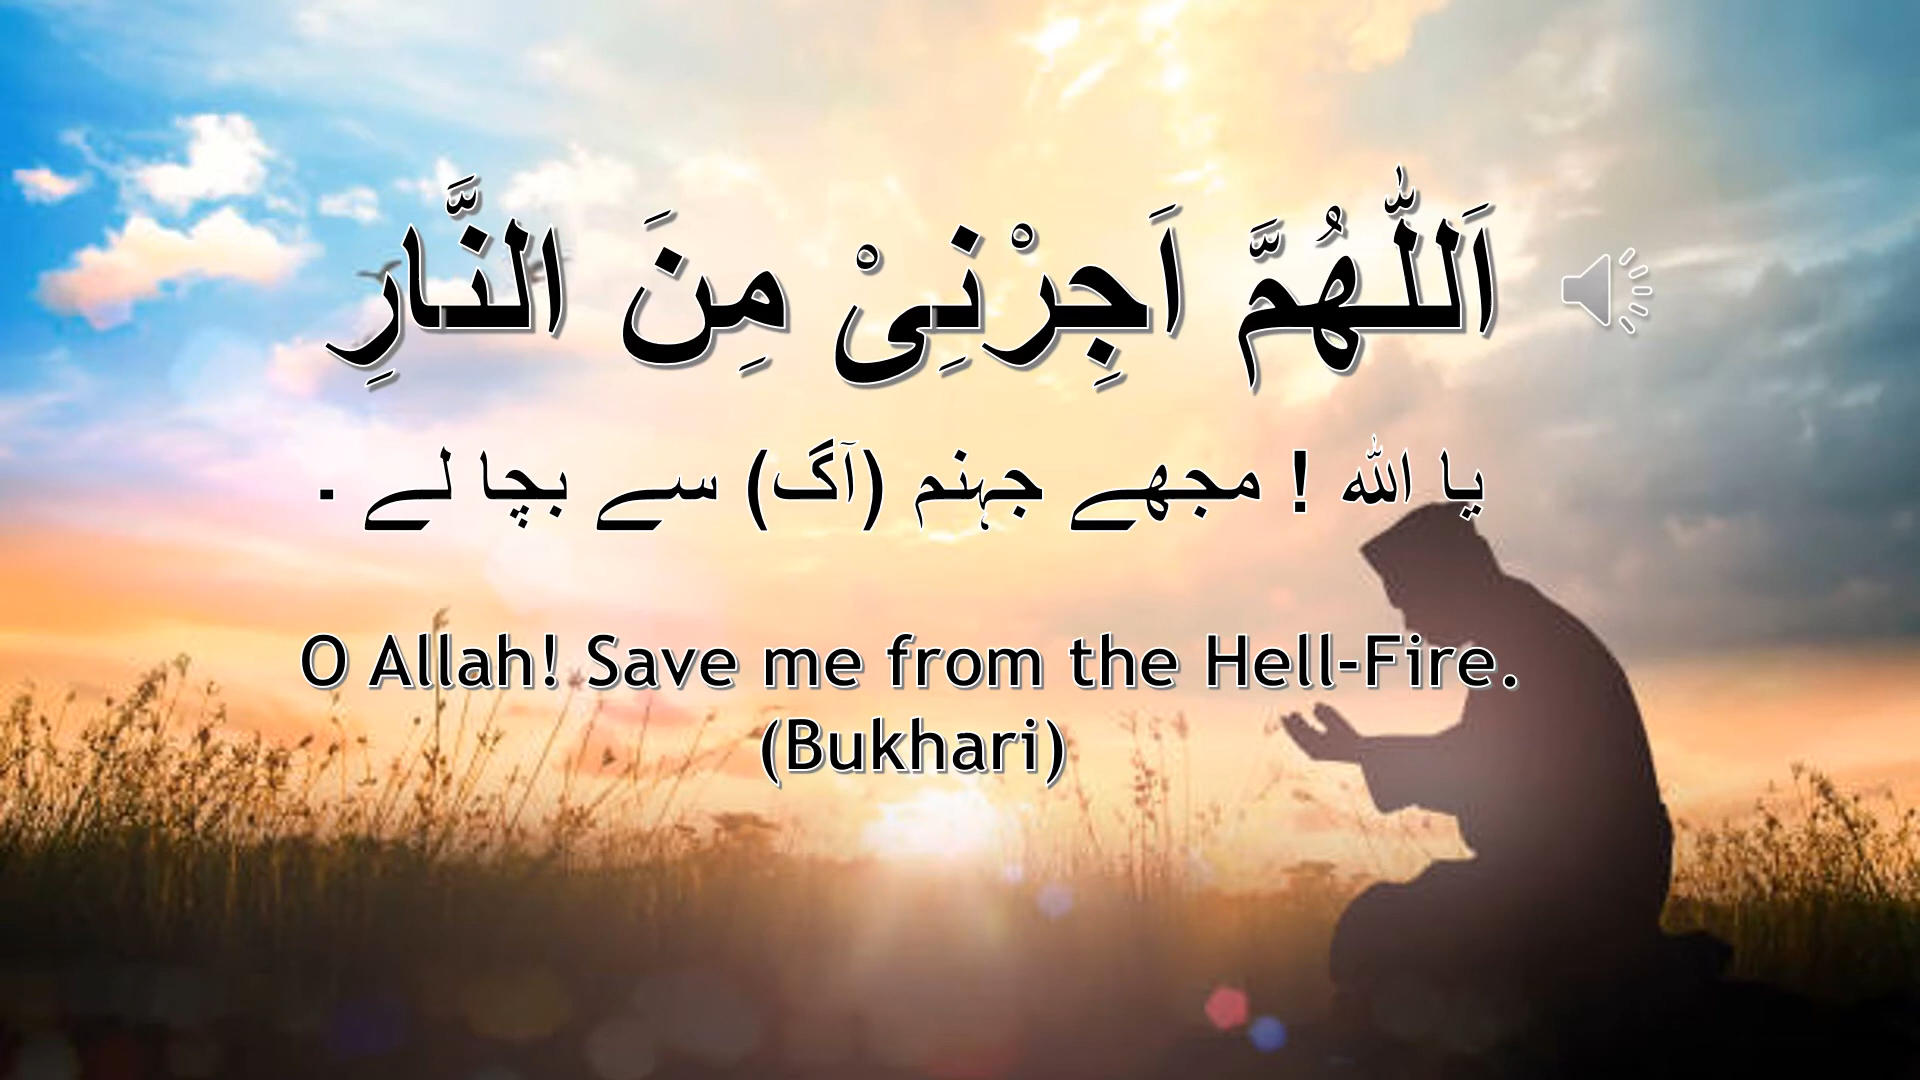 اَللّٰهُمَّ اَجِرْنِیْ مِنَ النَّارِ
یا اللہ ! مجھے جہنم (آگ) سے بچا لے .
O Allah! Save me from the Hell-Fire.
(Bukhari)